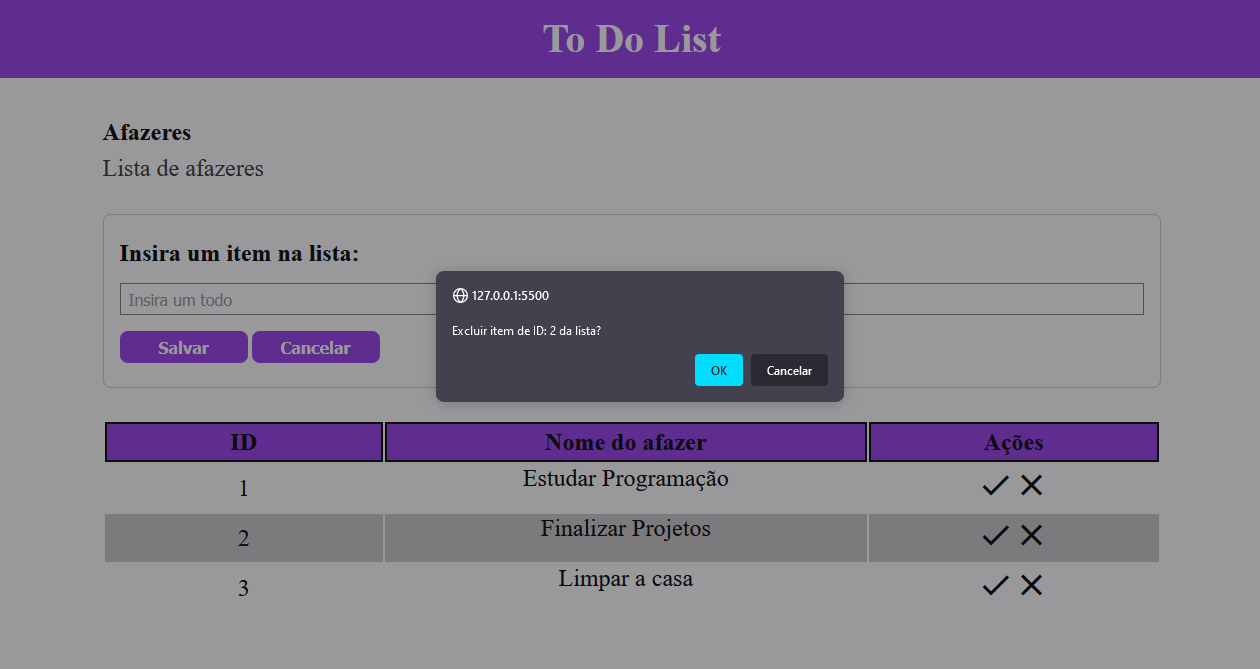 To Do List
Afazeres
Lista de afazeres
Insira um item na lista:
Insira um todo
Salvar Cancelar
127.0.0.1:5500
Excluir item de ID: 2 da lista?
OK Cancelar
ID Nome do afazer Ações
1 Estudar Programação
2 Finalizar Projetos
3 Limpar a casa